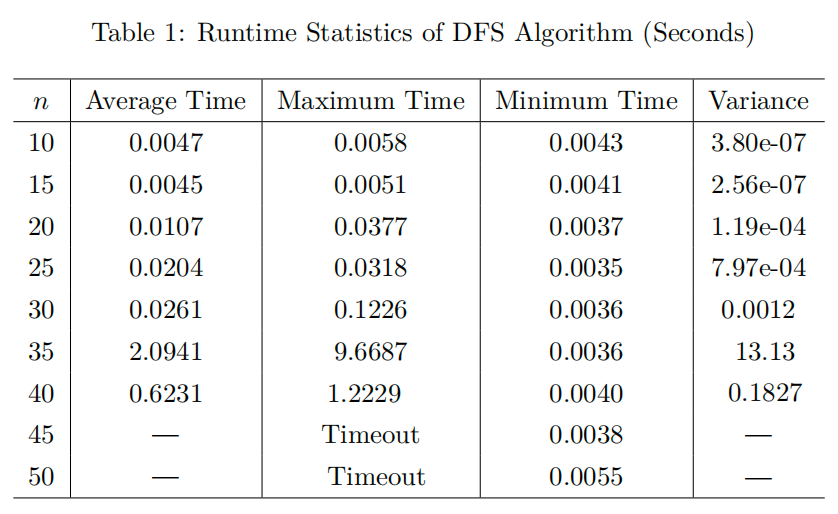 Table 1: Runtime Statistics of DFS Algorithm (Seconds)
n Average Time Maximum Time Minimum Time Variance
10 0.0047 0.0058 0.0043 3.80e-07
15 0.0045 0.0051 0.0041 2.56e-07
20 0.0107 0.0377 0.0037 1.19e-04
25 0.0204 0.0318 0.0035 7.97e-04
30 0.0261 0.1226 0.0036 0.0012
35 2.0941 9.6687 0.0036 13.13
40 0.6231 1.2229 0.0040 0.1827
45 — Timeout 0.0038 —
50 — Timeout 0.0055 —